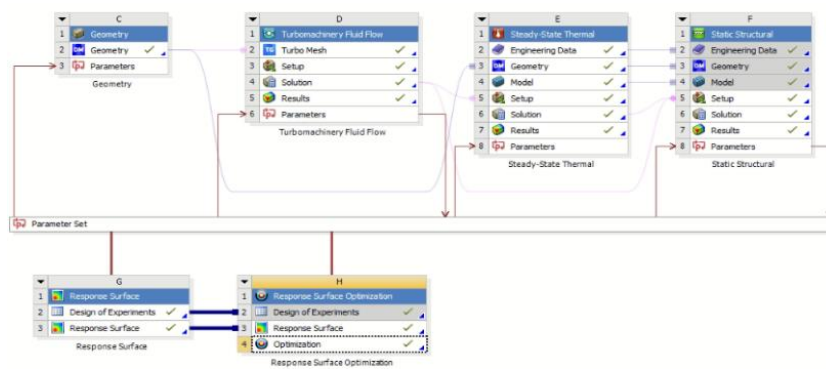 C
1 Geometry
2 Geometry
3 Parameters
Geometry
D
1 Turbomachinery Fluid Flow
2 Turbo Mesh
3 Setup
4 Solution
5 Results
6 Parameters
Turbomachinery Fluid Flow
E
1 Steady-State Thermal
2 Engineering Data
3 Geometry
4 Model
5 Setup
6 Solution
7 Results
8 Parameters
Steady-State Thermal
F
1 Static Structural
2 Engineering Data
3 Geometry
4 Model
5 Setup
6 Solution
7 Results
8 Parameters
Static Structural
Parameter Set
G
1 Response Surface
2 Design of Experiments
3 Response Surface
Response Surface
H
1 Response Surface Optimization
2 Design of Experiments
3 Response Surface
4 Optimization
Response Surface Optimization